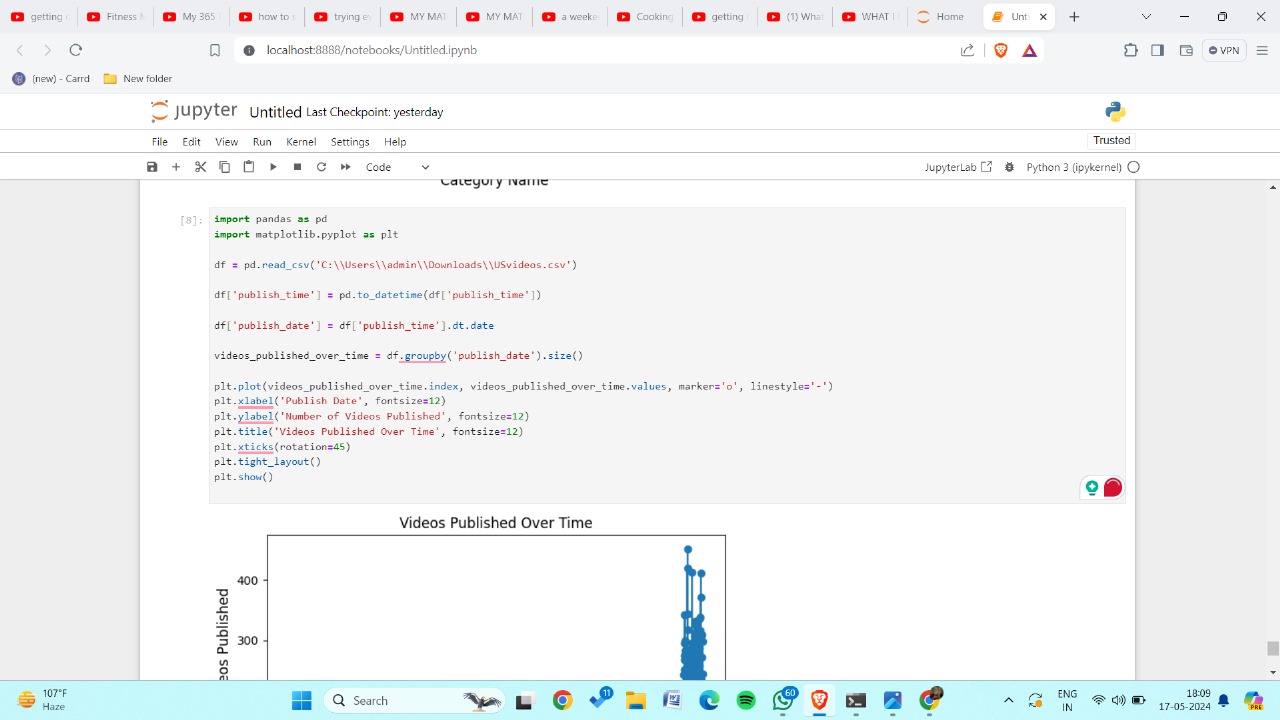 getting
Fitness M
My 365
how to s
trying ev
MY MAT
MY MAT
a weeke
Cooking
getting
(1) What
WHAT I
Home
Unt
localhost:8888/notebooks/Untitled.ipynb
VPN
(new) - Carrd
New folder
jupyter Untitled Last Checkpoint: yesterday
File Edit View Run Kernel Settings Help
Trusted
Code
JupyterLab
Python 3 (ipykernel)
Category Name
[8]:
import pandas as pd
import matplotlib.pyplot as plt
df = pd.read_csv('C:\\Users\\admin\\Downloads\\USvideos.csv')
df['publish_time'] = pd.to_datetime(df['publish_time'])
df['publish_date'] = df['publish_time'].dt.date
videos_published_over_time = df.groupby('publish_date').size()
plt.plot(videos_published_over_time.index, videos_published_over_time.values, marker='o', linestyle='-')
plt.xlabel('Publish Date', fontsize=12)
plt.ylabel('Number of Videos Published', fontsize=12)
plt.title('Videos Published Over Time', fontsize=12)
plt.xticks(rotation=45)
plt.tight_layout()
plt.show()
Videos Published Over Time
400
300
eos Published
107°F
Haze
Search
11
60
ENG
IN
18:09
17-05-2024
PRE